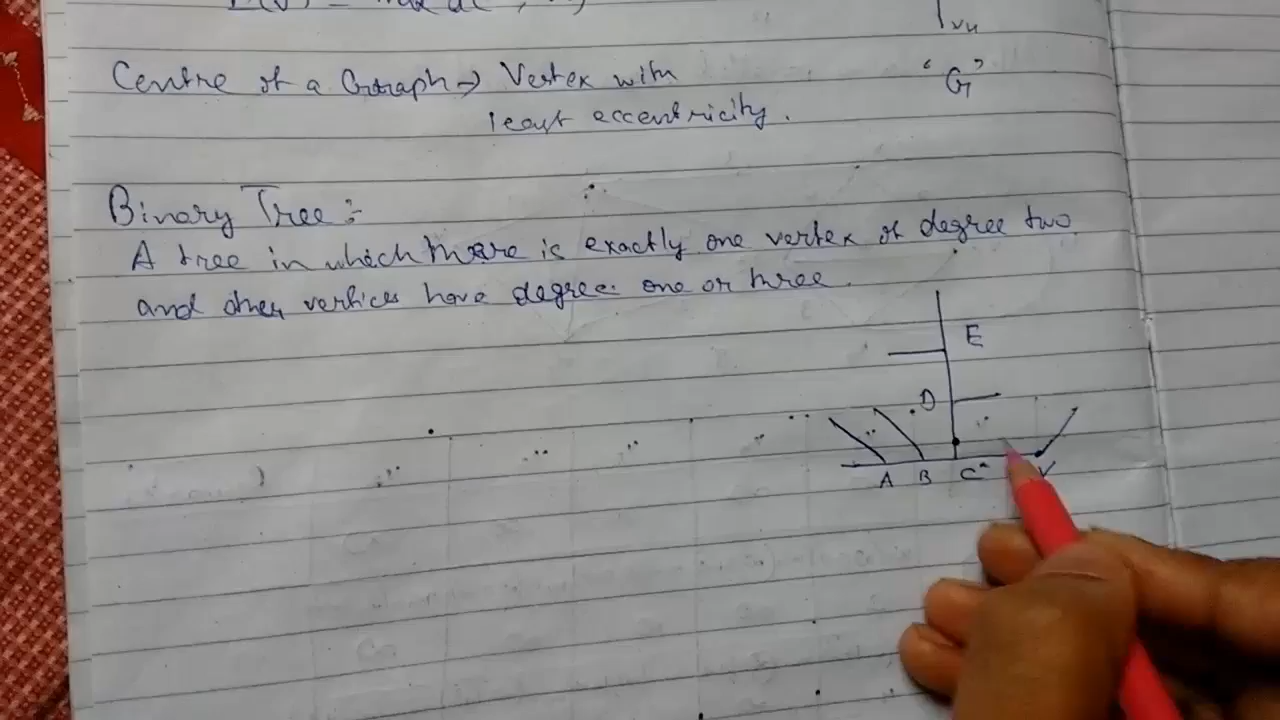 V4
"G"
Centre of a Graph → Vertex with
least eccentricity.
Binary Tree :-
A tree in which there is exactly one vertex of degree two
and other vertices have degree one or three.
E
D
A B C V